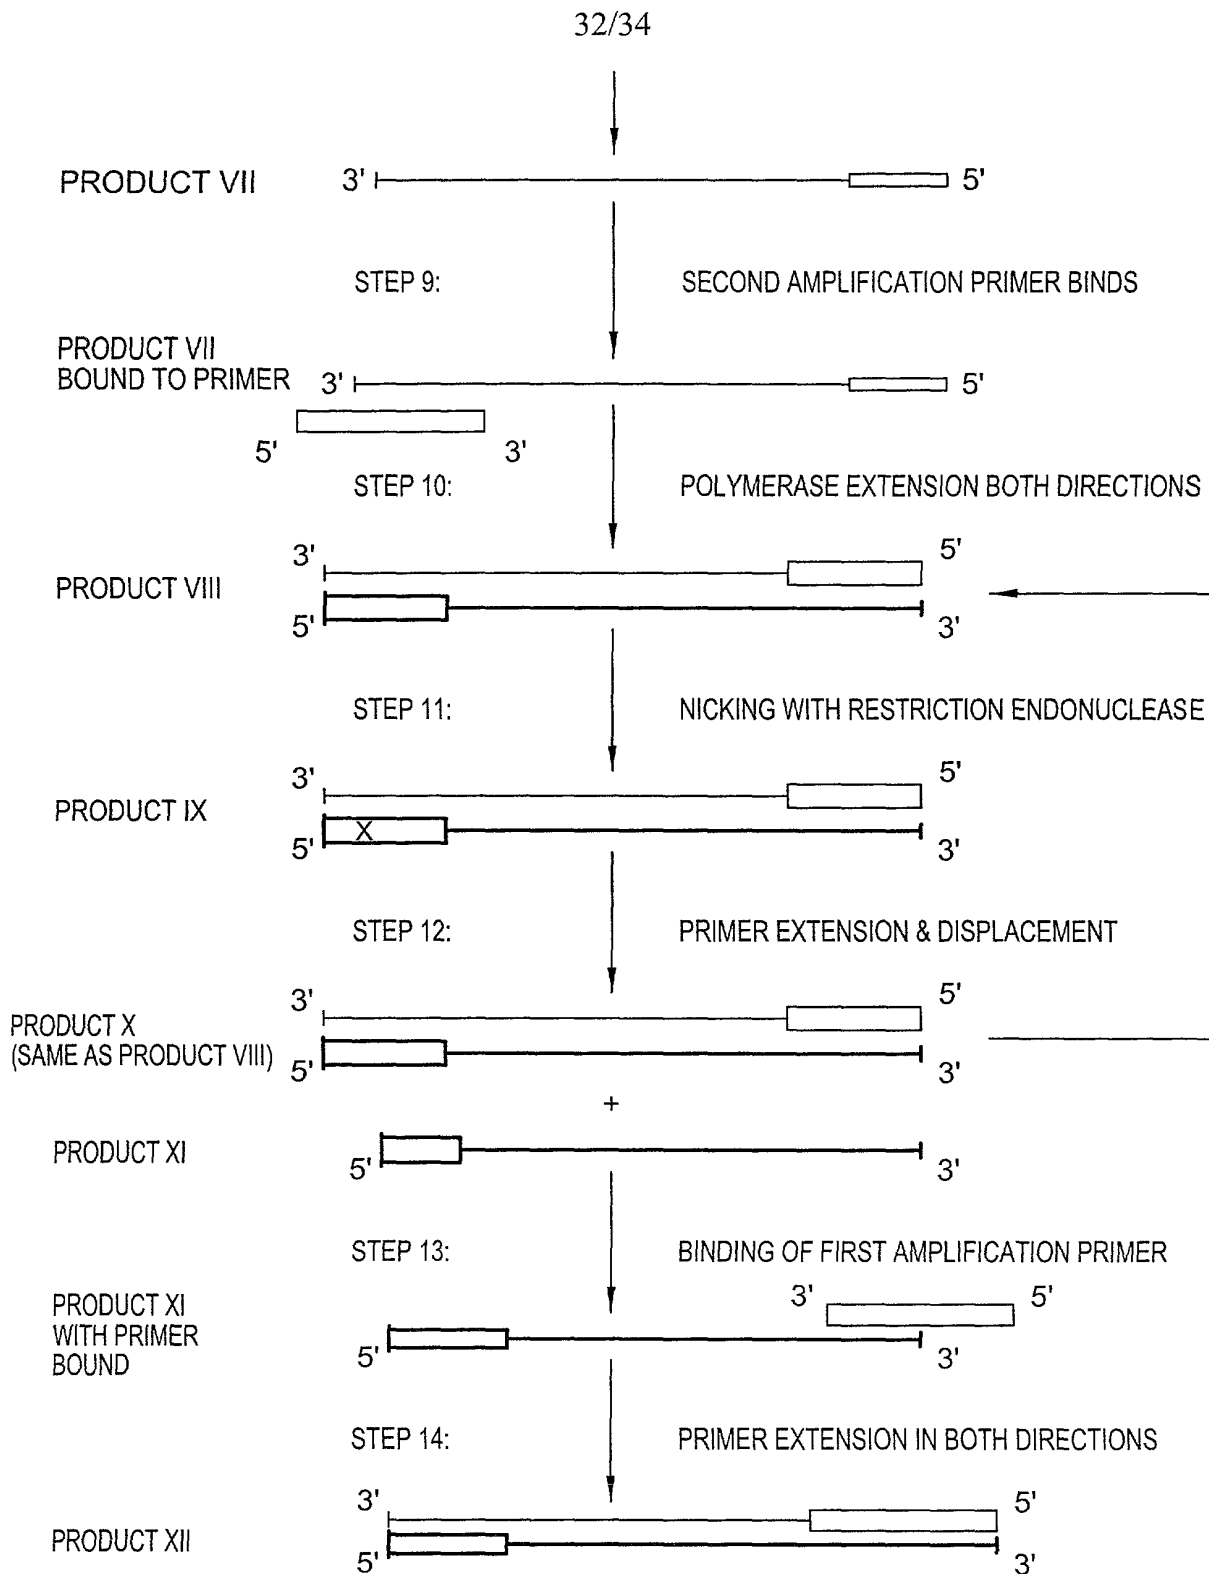 32/34
PRODUCT VII 3' 5'
STEP 9: SECOND AMPLIFICATION PRIMER BINDS
PRODUCT VII
BOUND TO PRIMER 3' 5'
5' 3'
STEP 10: POLYMERASE EXTENSION BOTH DIRECTIONS
3' 5'
PRODUCT VIII
5' 3'
STEP 11: NICKING WITH RESTRICTION ENDONUCLEASE
3' 5'
PRODUCT IX
X
5' 3'
STEP 12: PRIMER EXTENSION & DISPLACEMENT
3' 5'
PRODUCT X
(SAME AS PRODUCT VIII) 5' 3'
+
PRODUCT XI 5' 3'
STEP 13: BINDING OF FIRST AMPLIFICATION PRIMER
3' 5'
PRODUCT XI
WITH PRIMER
BOUND 5' 3'
STEP 14: PRIMER EXTENSION IN BOTH DIRECTIONS
3' 5'
PRODUCT XII
5' 3'